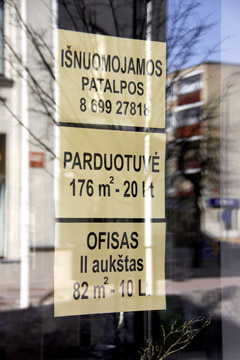 IŠNUOMOJAMOS
PATALPOS
8 699 27818
PARDUOTUVĖ
176 m² - 20 Lt
OFISAS
II aukštas
82 m² - 10 Lt